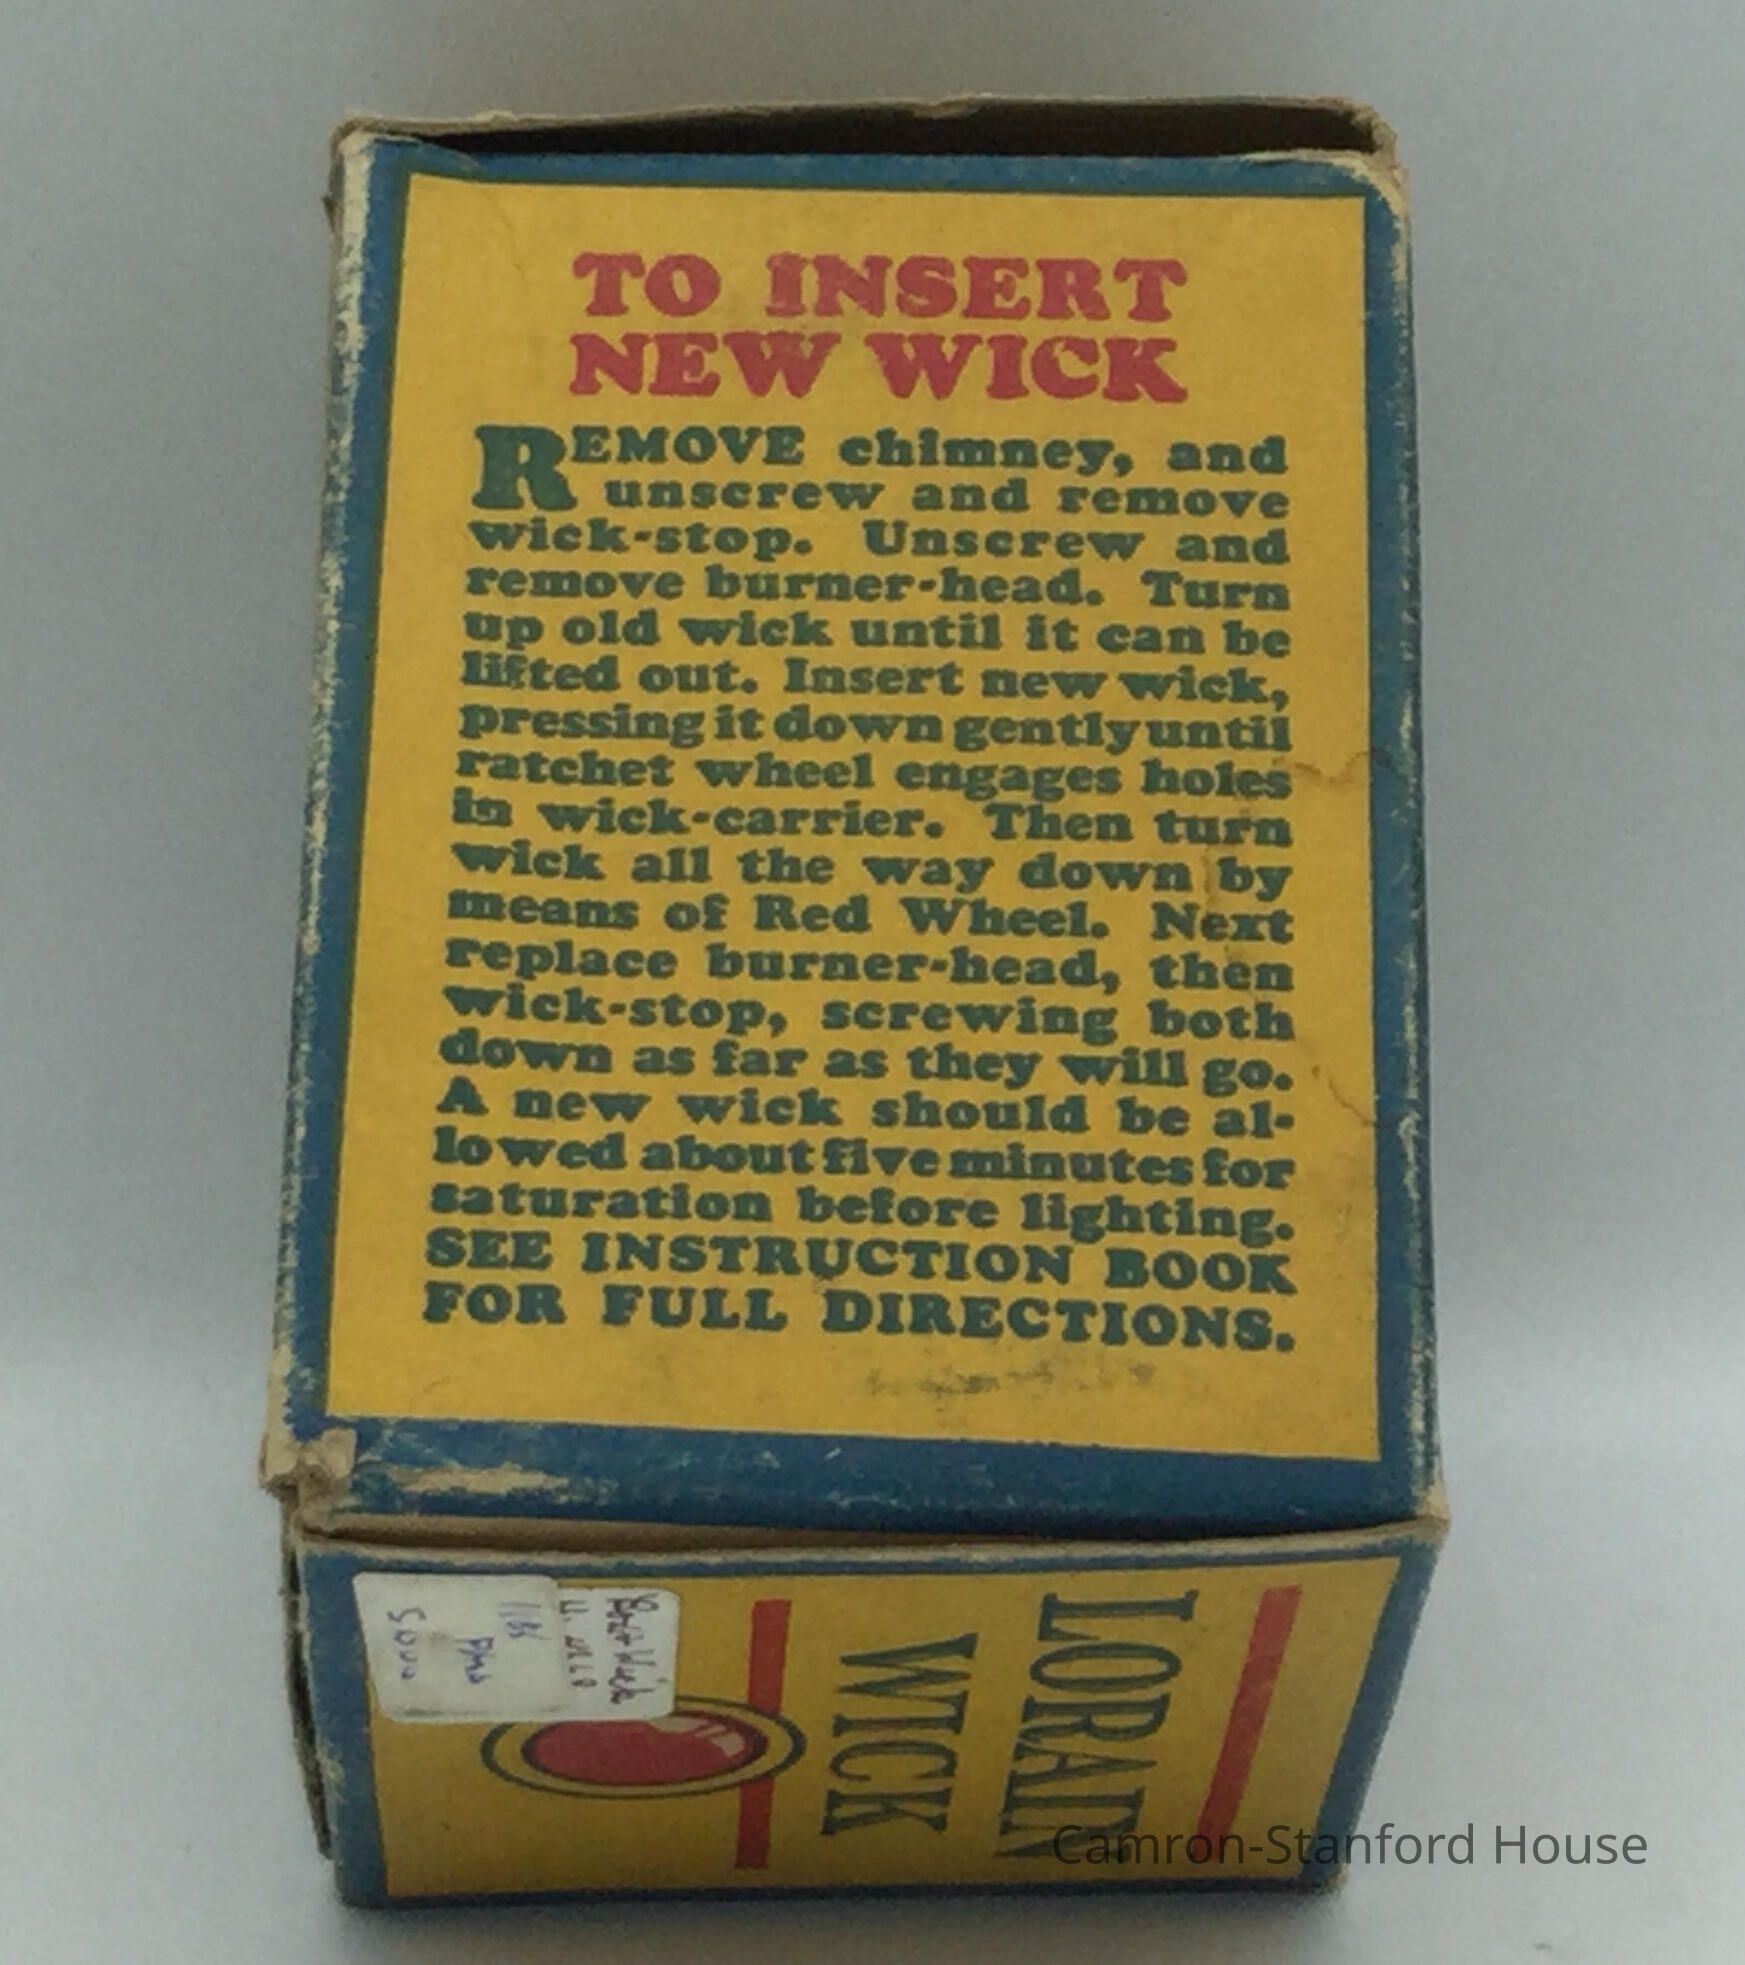 TO INSERT
NEW WICK
REMOVE chimney, and
unscrew and remove
wick-stop. Unscrew and
remove burner-head. Turn
up old wick until it can be
lifted out. Insert new wick,
pressing it down gently until
ratchet wheel engages holes
in wick-carrier. Then turn
wick all the way down by
means of Red Wheel. Next
replace burner-head, then
wick-stop, screwing both
down as far as they will go.
A new wick should be al-
lowed about five minutes for
saturation before lighting.
SEE INSTRUCTION BOOK
FOR FULL DIRECTIONS.
LORAIN
WICK
Camron-Stanford House